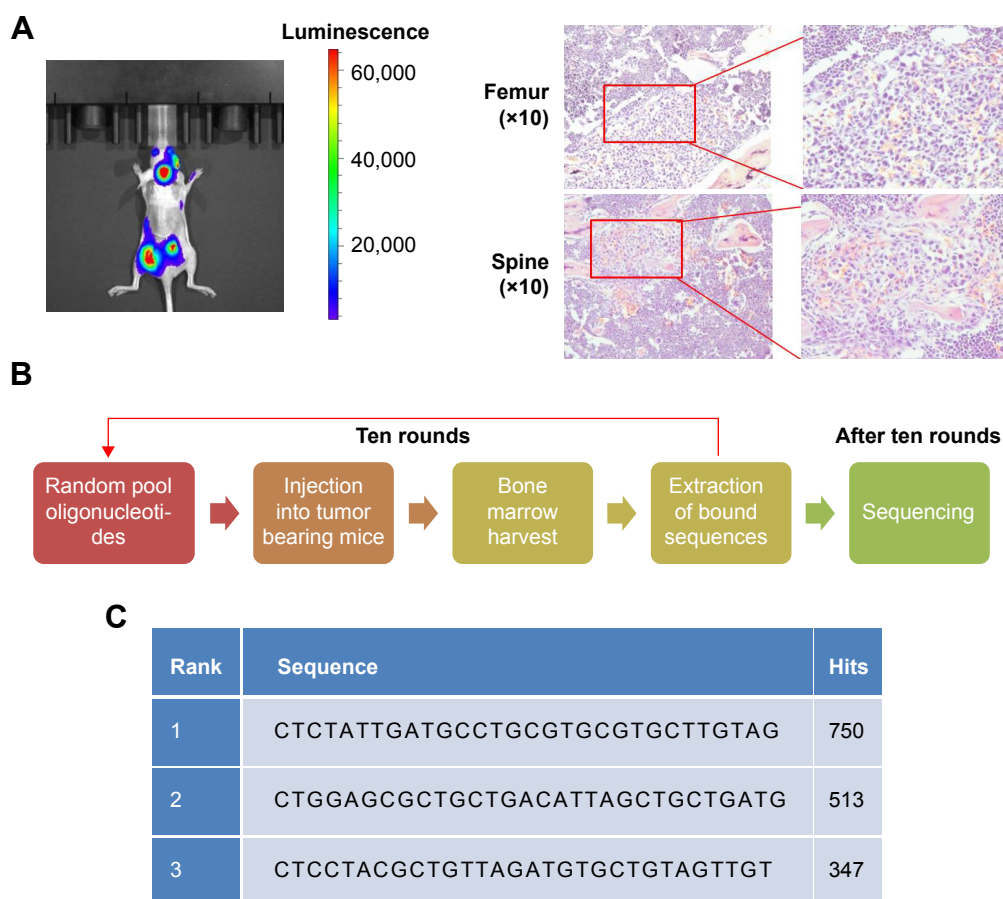 A
Luminescence
60,000
40,000
20,000
Femur
(×10)
Spine
(×10)
B
Ten rounds
After ten rounds
Random pool
oligonucleoti-
des
Injection
into tumor
bearing mice
Bone
marrow
harvest
Extraction
of bound
sequences
Sequencing
C
Rank Sequence Hits
1 CTCTATTGATGCCTGCGTGCGTGCTTGTAG 750
2 CTGGAGCGCTGCTGACATTAGCTGCTGATG 513
3 CTCCTACGCTGTTAGATGTGCTGTAGTTGT 347